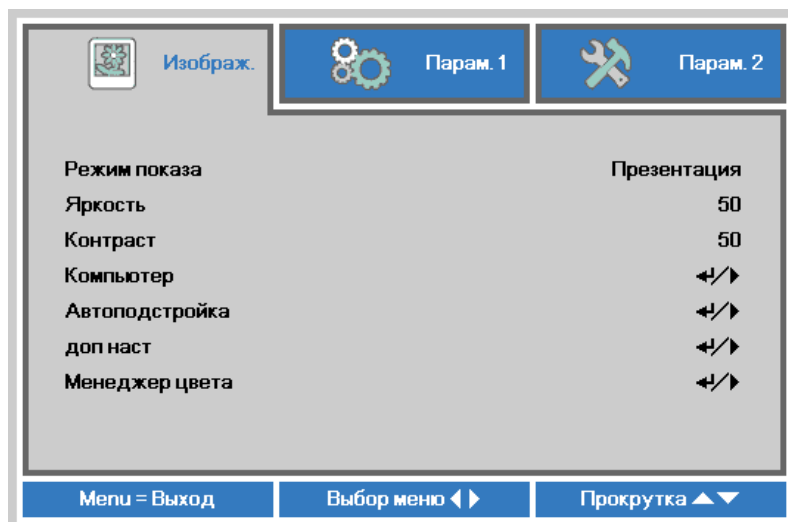 Изображ. Парам. 1 Парам. 2
Режим показа Презентация
Яркость 50
Контраст 50
Компьютер
Автоподстройка
доп наст
Менеджер цвета
Menu = Выход Выбор меню Прокрутка